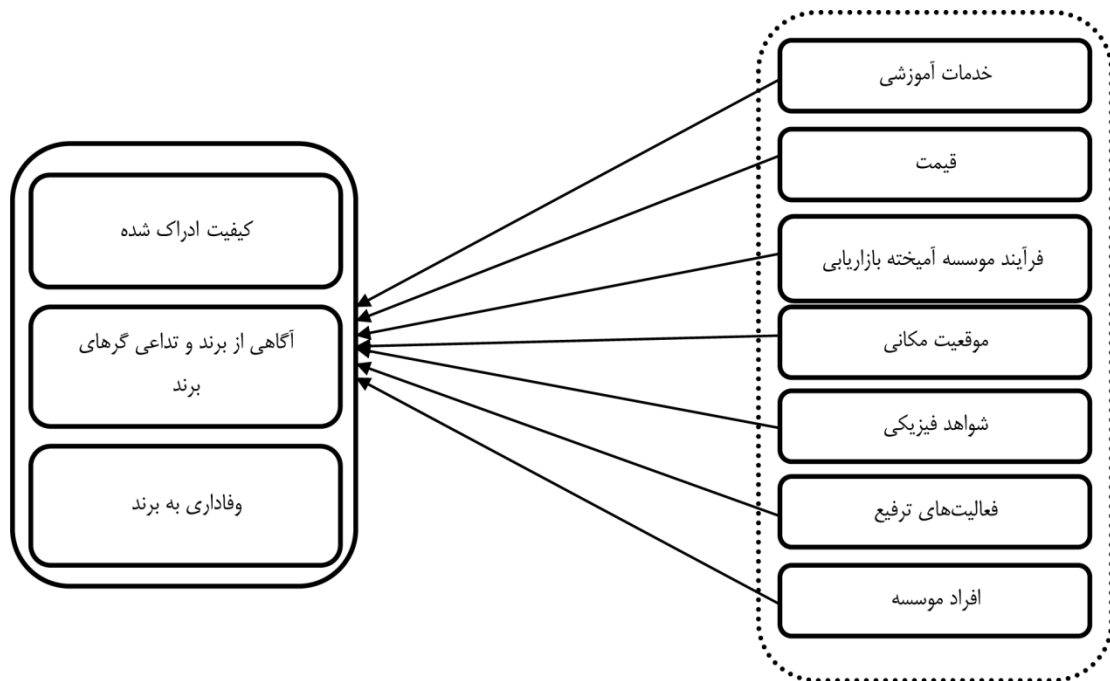 خدمات آموزشی
قیمت
فرآیند موسسه آمیخته بازاریابی
موقعیت مکانی
شواهد فیزیکی
فعالیت‌های ترفیع
افراد موسسه
کیفیت ادراک شده
آگاهی از برند و تداعی گرهای
برند
وفاداری به برند